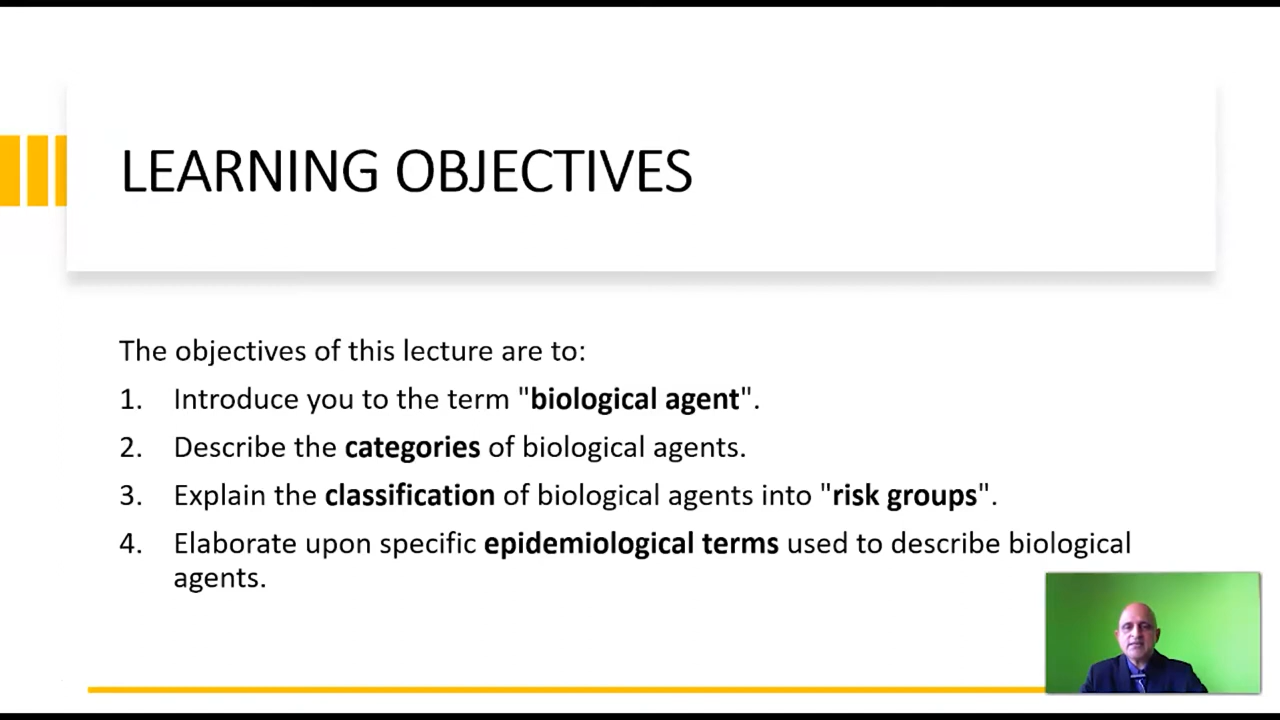 LEARNING OBJECTIVES
The objectives of this lecture are to:
1. Introduce you to the term "biological agent".
2. Describe the categories of biological agents.
3. Explain the classification of biological agents into "risk groups".
4. Elaborate upon specific epidemiological terms used to describe biological
agents.